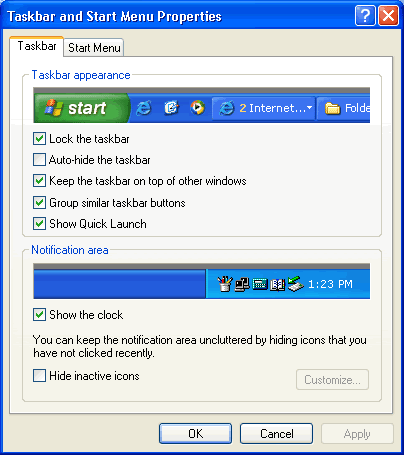 Taskbar and Start Menu Properties
Taskbar
Start Menu
Taskbar appearance
start
2 Internet...
Folde
Lock the taskbar
Auto-hide the taskbar
Keep the taskbar on top of other windows
Group similar taskbar buttons
Show Quick Launch
Notification area
1:23 PM
Show the clock
You can keep the notification area uncluttered by hiding icons that you
have not clicked recently.
Hide inactive icons
Customize...
OK
Cancel
Apply